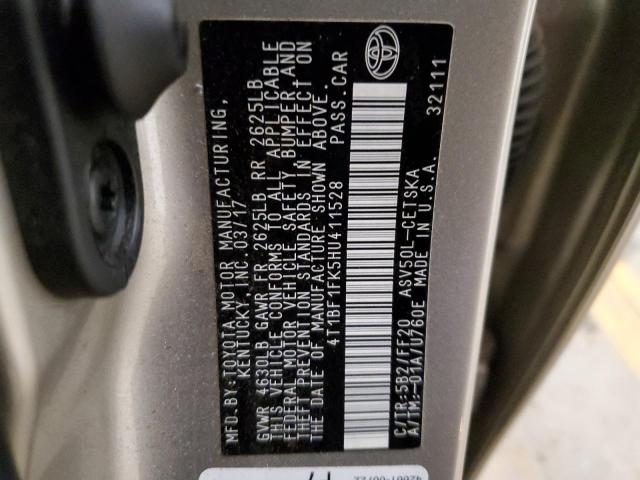 MFD.BY:TOYOTA MOTOR MANUFACTURING,
KENTUCKY, INC. 03/17
GVWR 4630LB GAWR FR 2625LB RR 2625LB
THIS VEHICLE CONFORMS TO ALL APPLICABLE
FEDERAL MOTOR VEHICLE SAFETY, BUMPER AND
THEFT PREVENTION STANDARDS IN EFFECT ON
THE DATE OF MANUFACTURE SHOWN ABOVE.
4T1BF1FK5HU411528 PASS.CAR
C/TR:5B2/FF20 ASV50L-CETSKA
A/TM:-01A/U760E MADE IN U.S.A.
32111